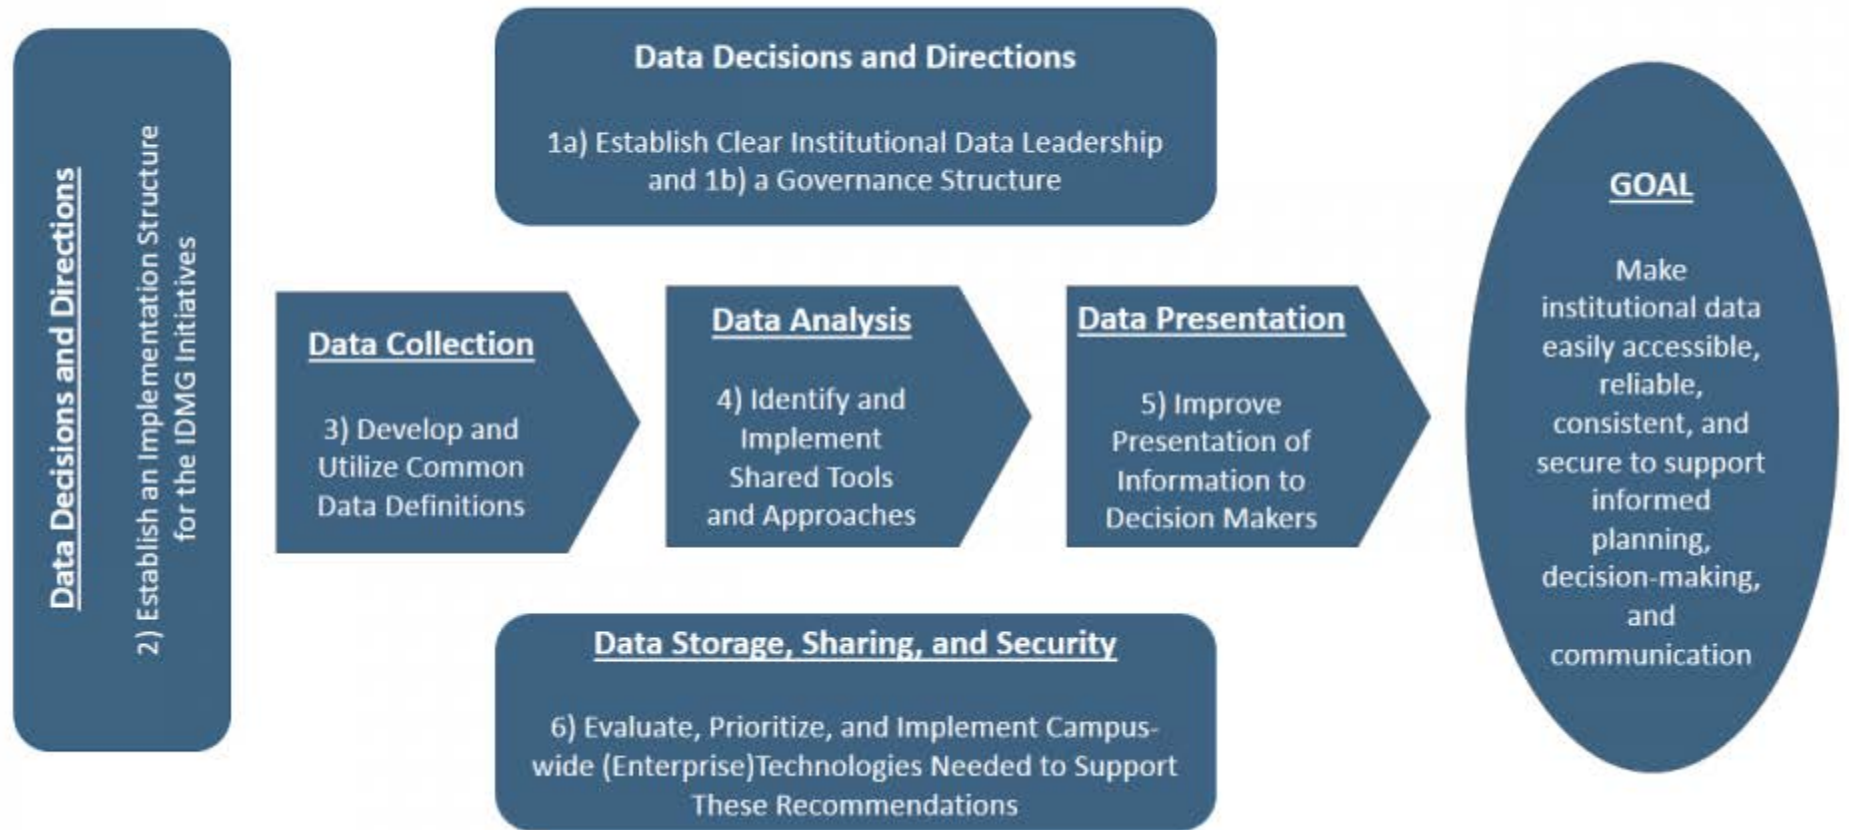 Data Decisions and Directions
2) Establish an Implementation Structure
for the IDMG Initiatives
Data Decisions and Directions
1a) Establish Clear Institutional Data Leadership
and 1b) a Governance Structure
Data Collection
3) Develop and
Utilize Common
Data Definitions
Data Analysis
4) Identify and
Implement
Shared Tools
and Approaches
Data Presentation
5) Improve
Presentation of
Information to
Decision Makers
Data Storage, Sharing, and Security
6) Evaluate, Prioritize, and Implement Campus-
wide (Enterprise)Technologies Needed to Support
These Recommendations
GOAL
Make
institutional data
easily accessible,
reliable,
consistent, and
secure to support
informed
planning,
decision-making,
and
communication